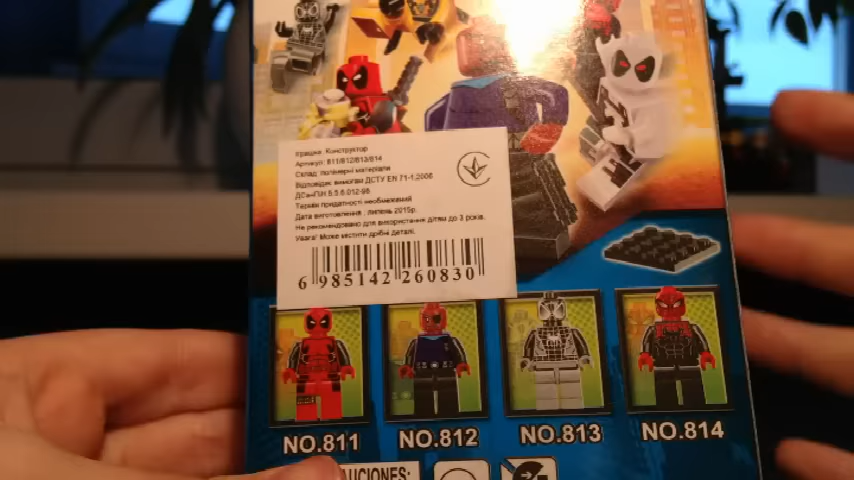 Іграшка. Конструктор
Артикул: 811/812/813/814
Склад: полімерні матеріали
Відповідає вимогам ДСТУ EN 71-1:2006
ДСанПіН 5.5.6.012-98
Термін придатності необмежений
Дата виготовлення : липень 2015р.
Не рекомендовано для використання дітям до 3 років.
Увага! Може містити дрібні деталі.
6 985142 260830
NO.811 NO.812 NO.813 NO.814